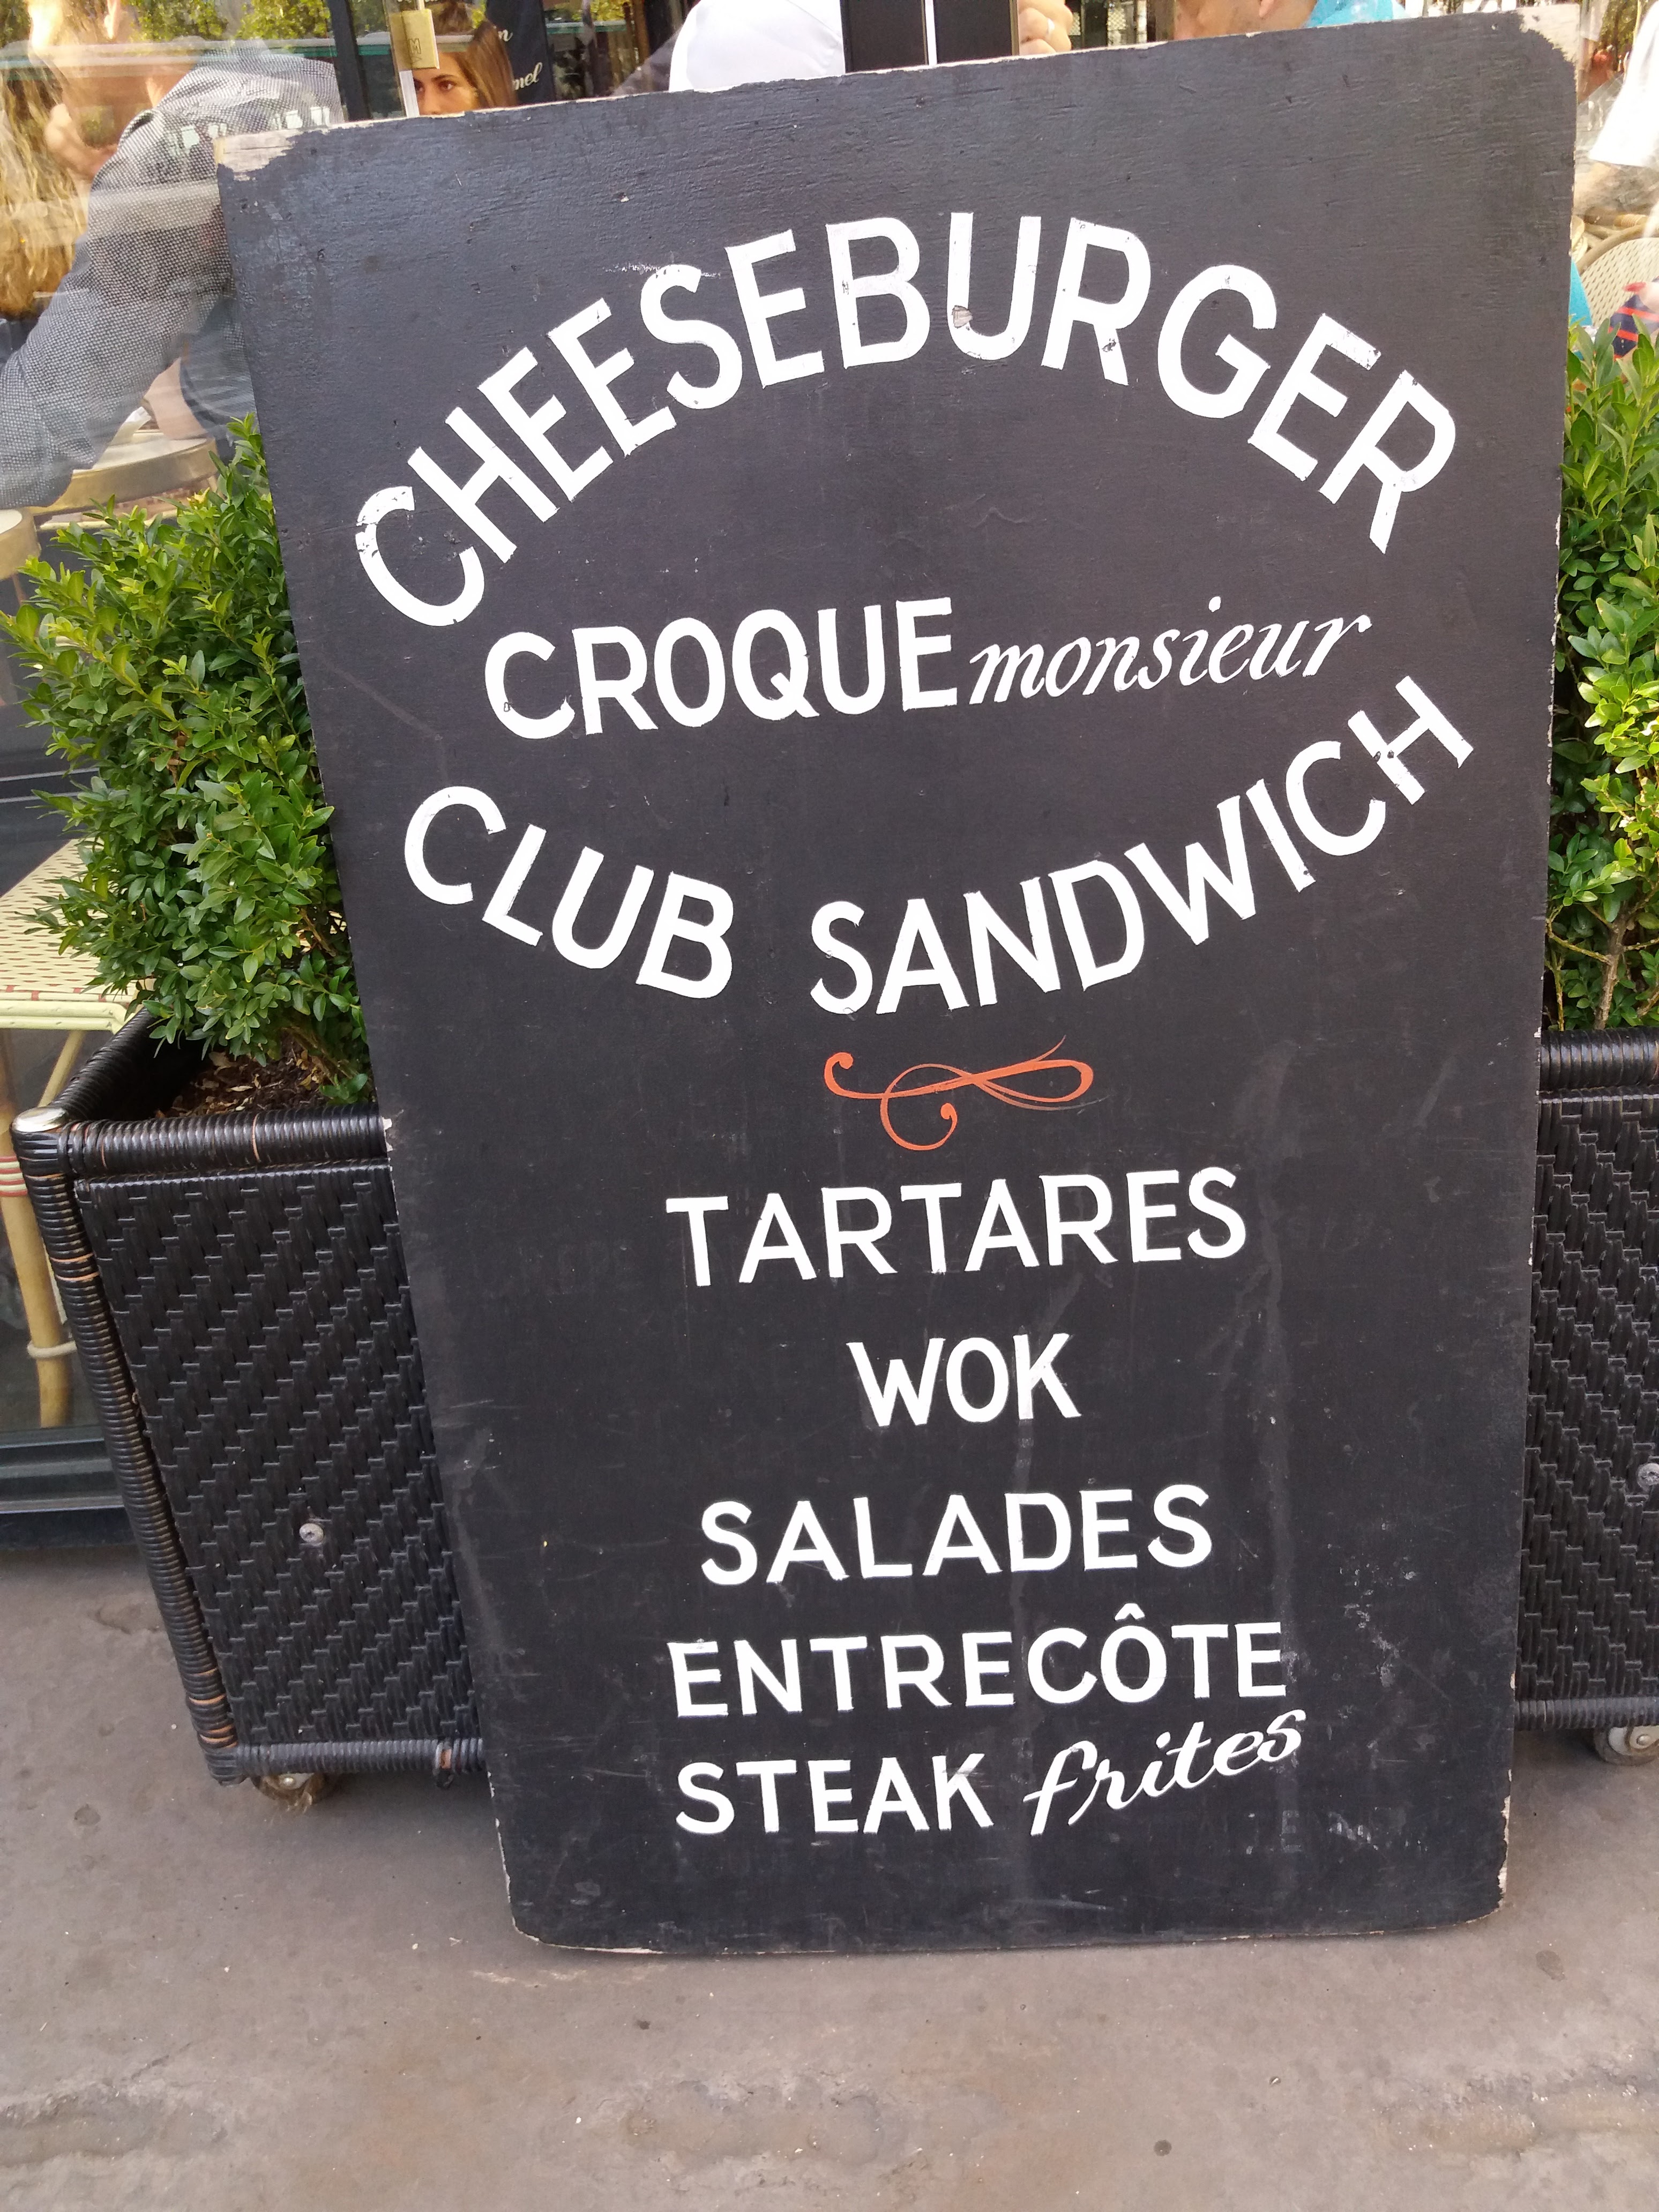 CHEESEBURGER
CROQUE monsieur
CLUB SANDWICH
TARTARES
WOK
SALADES
ENTRECÔTE
STEAK frites